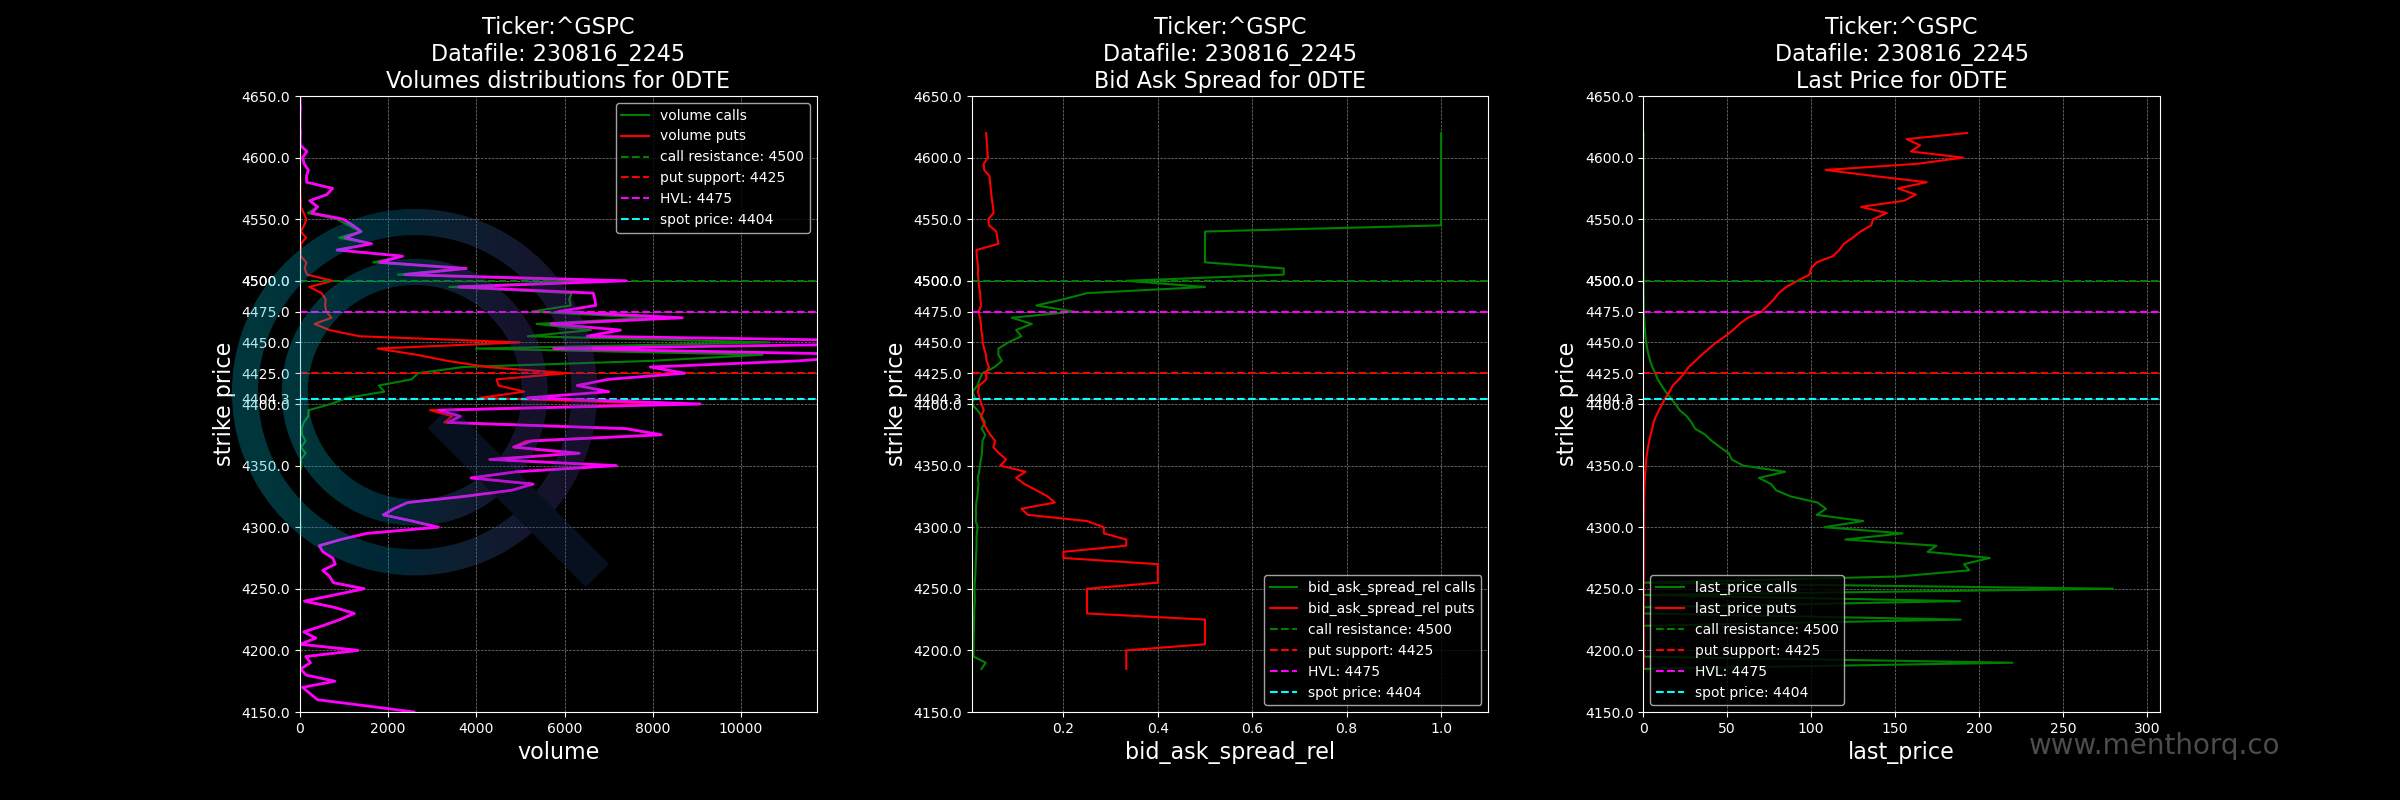 Ticker:^GSPC
Datafile: 230816_2245
Volumes distributions for 0DTE
4650.0
4600.0
4550.0
4500.0
4475.0
4450.0
4425.0
4404.3
4400.0
4350.0
4300.0
4250.0
4200.0
4150.0
strike price
volume calls
volume puts
call resistance: 4500
put support: 4425
HVL: 4475
spot price: 4404
0 2000 4000 6000 8000 10000
volume
Ticker:^GSPC
Datafile: 230816_2245
Bid Ask Spread for 0DTE
4650.0
4600.0
4550.0
4500.0
4475.0
4450.0
4425.0
4404.3
4400.0
4350.0
4300.0
4250.0
4200.0
4150.0
strike price
bid_ask_spread_rel calls
bid_ask_spread_rel puts
call resistance: 4500
put support: 4425
HVL: 4475
spot price: 4404
0.2 0.4 0.6 0.8 1.0
bid_ask_spread_rel
Ticker:^GSPC
Datafile: 230816_2245
Last Price for 0DTE
4650.0
4600.0
4550.0
4500.0
4475.0
4450.0
4425.0
4404.3
4400.0
4350.0
4300.0
4250.0
4200.0
4150.0
strike price
last_price calls
last_price puts
call resistance: 4500
put support: 4425
HVL: 4475
spot price: 4404
0 50 100 150 200 250 300
last_price
www.menthorq.co